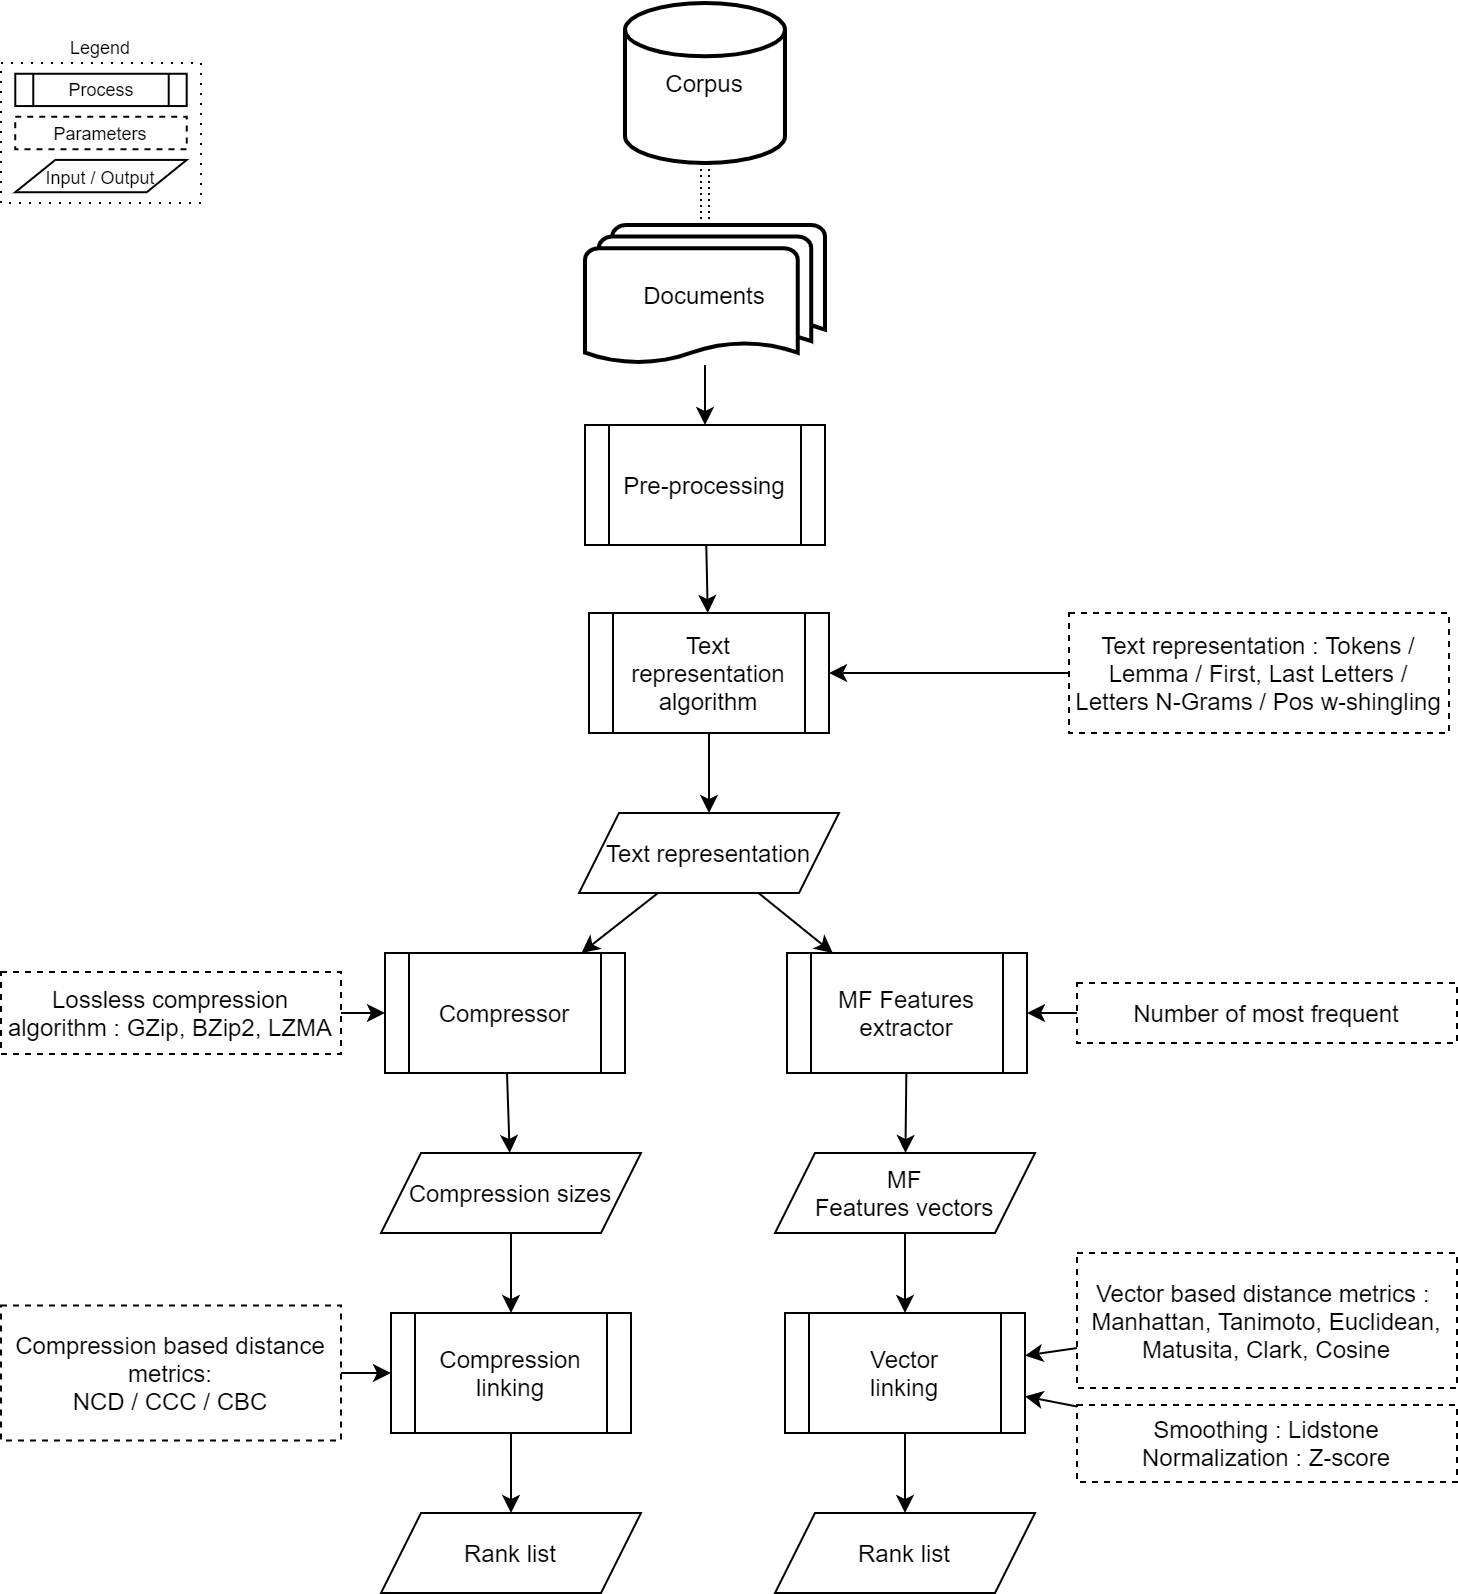 Legend
Process
Parameters
Input / Output
Corpus
Documents
Pre-processing
Text
representation
algorithm
Text representation : Tokens /
Lemma / First, Last Letters /
Letters N-Grams / Pos w-shingling
Text representation
Lossless compression
algorithm : GZip, BZip2, LZMA
Compressor
MF Features
extractor
Number of most frequent
Compression sizes
MF
Features vectors
Compression based distance
metrics:
NCD / CCC / CBC
Compression
linking
Vector
linking
Vector based distance metrics :
Manhattan, Tanimoto, Euclidean,
Matusita, Clark, Cosine
Smoothing : Lidstone
Normalization : Z-score
Rank list
Rank list